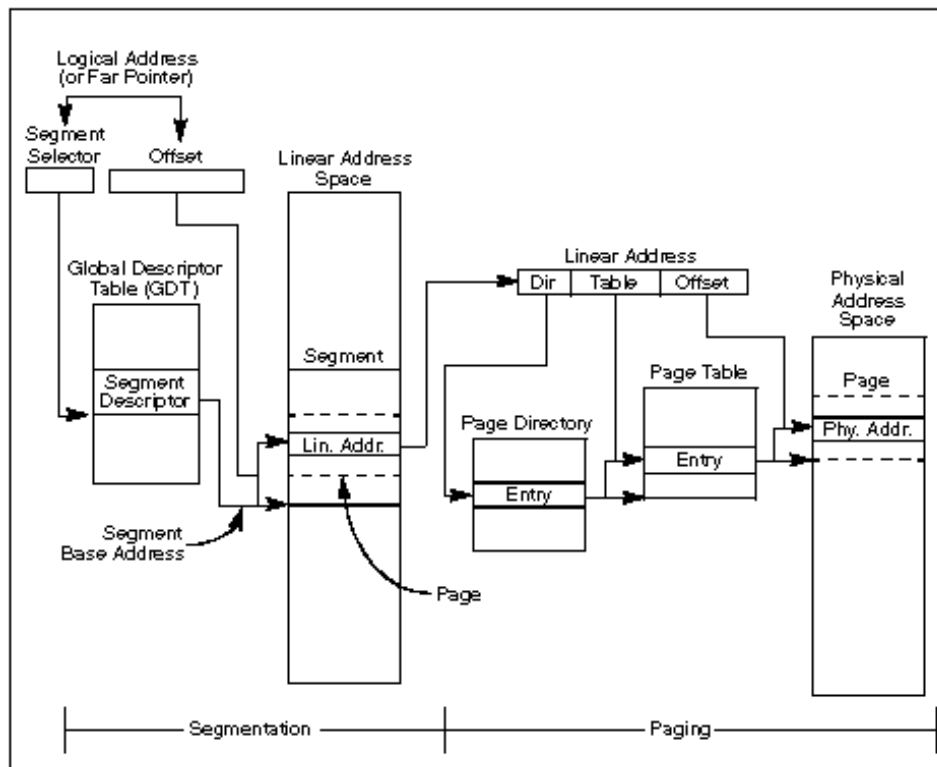 Logical Address
(or Far Pointer)
Segment
Selector
Offset
Linear Address
Space
Global Descriptor
Table (GDT)
Segment
Descriptor
Segment
Lin. Addr.
Segment
Base Address
Page
Linear Address
Dir
Table
Offset
Physical
Address
Space
Page Table
Page
Page Directory
Phy. Addr.
Entry
Entry
Segmentation
Paging